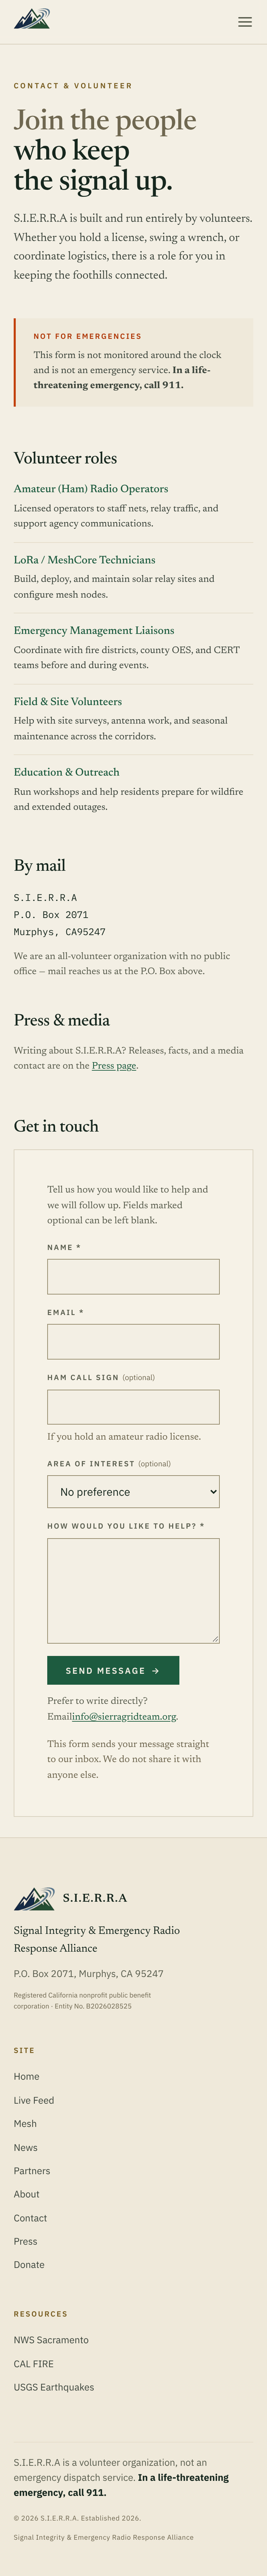 CONTACT & VOLUNTEER
Join the people
who keep
the signal up.
S.I.E.R.R.A is built and run entirely by volunteers.
Whether you hold a license, swing a wrench, or
coordinate logistics, there is a role for you in
keeping the foothills connected.
NOT FOR EMERGENCIES
This form is not monitored around the clock
and is not an emergency service. In a life-
threatening emergency, call 911.
Volunteer roles
Amateur (Ham) Radio Operators
Licensed operators to staff nets, relay traffic, and
support agency communications.
LoRa / MeshCore Technicians
Build, deploy, and maintain solar relay sites and
configure mesh nodes.
Emergency Management Liaisons
Coordinate with fire districts, county OES, and CERT
teams before and during events.
Field & Site Volunteers
Help with site surveys, antenna work, and seasonal
maintenance across the corridors.
Education & Outreach
Run workshops and help residents prepare for wildfire
and extended outages.
By mail
S.I.E.R.R.A
P.O. Box 2071
Murphys, CA95247
We are an all-volunteer organization with no public
office — mail reaches us at the P.O. Box above.
Press & media
Writing about S.I.E.R.R.A? Releases, facts, and a media
contact are on the Press page.
Get in touch
Tell us how you would like to help and
we will follow up. Fields marked
optional can be left blank.
NAME *
EMAIL *
HAM CALL SIGN (optional)
If you hold an amateur radio license.
AREA OF INTEREST (optional)
No preference
HOW WOULD YOU LIKE TO HELP? *
SEND MESSAGE →
Prefer to write directly?
Emailinfo@sierragridteam.org.
This form sends your message straight
to our inbox. We do not share it with
anyone else.
S.I.E.R.R.A
Signal Integrity & Emergency Radio
Response Alliance
P.O. Box 2071, Murphys, CA 95247
Registered California nonprofit public benefit
corporation · Entity No. B2026028525
SITE
Home
Live Feed
Mesh
News
Partners
About
Contact
Press
Donate
RESOURCES
NWS Sacramento
CAL FIRE
USGS Earthquakes
S.I.E.R.R.A is a volunteer organization, not an
emergency dispatch service. In a life-threatening
emergency, call 911.
© 2026 S.I.E.R.R.A. Established 2026.
Signal Integrity & Emergency Radio Response Alliance